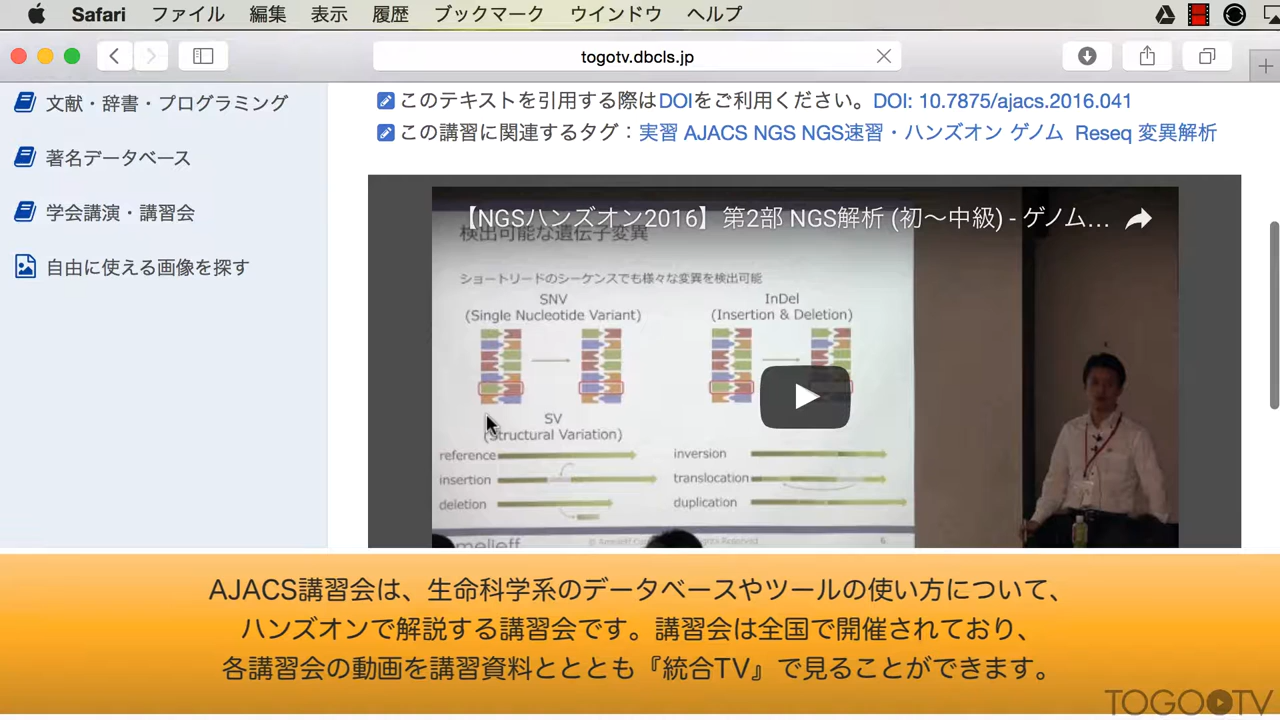 Safari ファイル 編集 表示 履歴 ブックマーク ウインドウ ヘルプ
togotv.dbcls.jp
文献・辞書・プログラミング
著名データベース
学会講演・講習会
自由に使える画像を探す
このテキストを引用する際はDOIをご利用ください。DOI: 10.7875/ajacs.2016.041
この講習に関連するタグ：実習 AJACS NGS NGS速習・ハンズオン ゲノム Reseq 変異解析
【NGSハンズオン2016】第2部 NGS解析 (初〜中級) - ゲノム…
検出可能な遺伝子変異
ショートリードのシーケンスでも様々な変異を検出可能
SNV
(Single Nucleotide Variant)
InDel
(Insertion & Deletion)
SV
(Structural Variation)
reference
insertion
deletion
inversion
translocation
duplication
amelieff
6
AJACS講習会は、生命科学系のデータベースやツールの使い方について、
ハンズオンで解説する講習会です。講習会は全国で開催されており、
各講習会の動画を講習資料とととも『統合TV』で見ることができます。
TOGO TV